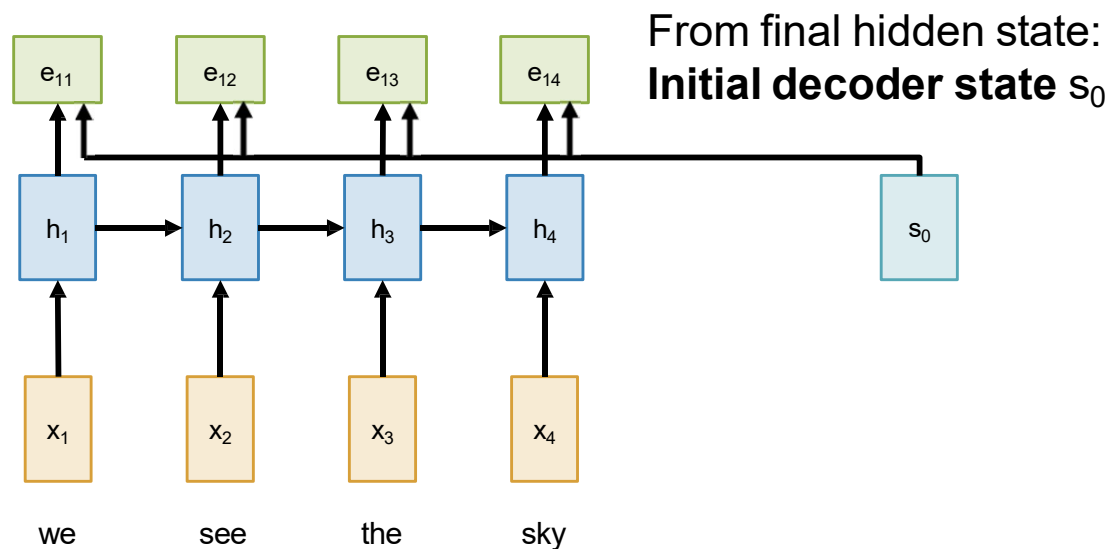 From final hidden state:
Initial decoder state s₀
e₁₁ e₁₂ e₁₃ e₁₄
h₁ h₂ h₃ h₄ s₀
x₁ x₂ x₃ x₄
we see the sky